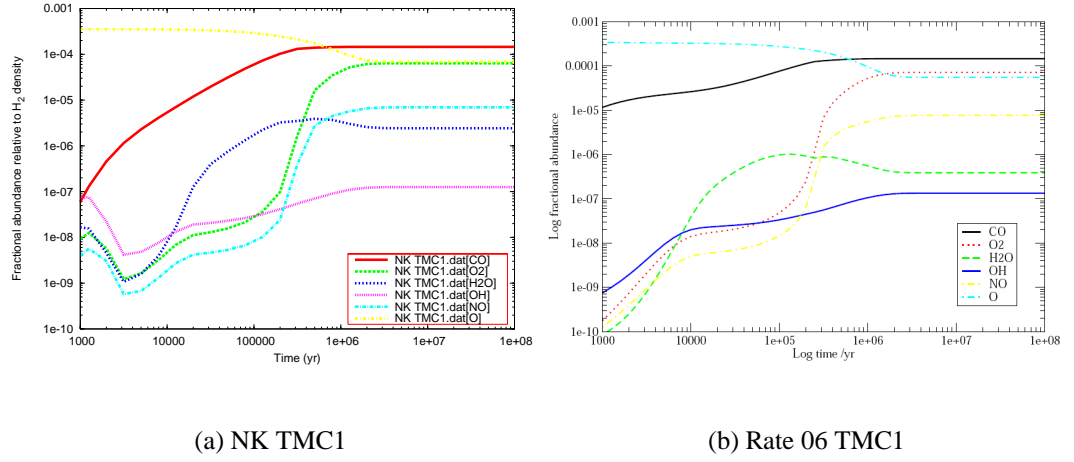 0.001
1e-04
1e-05
1e-06
1e-07
1e-08
1e-09
1e-10
Fractional abundance relative to H2 density
1000
10000
100000
1e+06
1e+07
1e+08
Time (yr)
NK TMC1.dat[CO]
NK TMC1.dat[O2]
NK TMC1.dat[H2O]
NK TMC1.dat[OH]
NK TMC1.dat[NO]
NK TMC1.dat[O]
(a) NK TMC1
0.001
0.0001
1e-05
1e-06
1e-07
1e-08
1e-09
1e-10
Log fractional abundance
1000
10000
1e+05
1e+06
1e+07
1e+08
Log time /yr
CO
O2
H2O
OH
NO
O
(b) Rate 06 TMC1